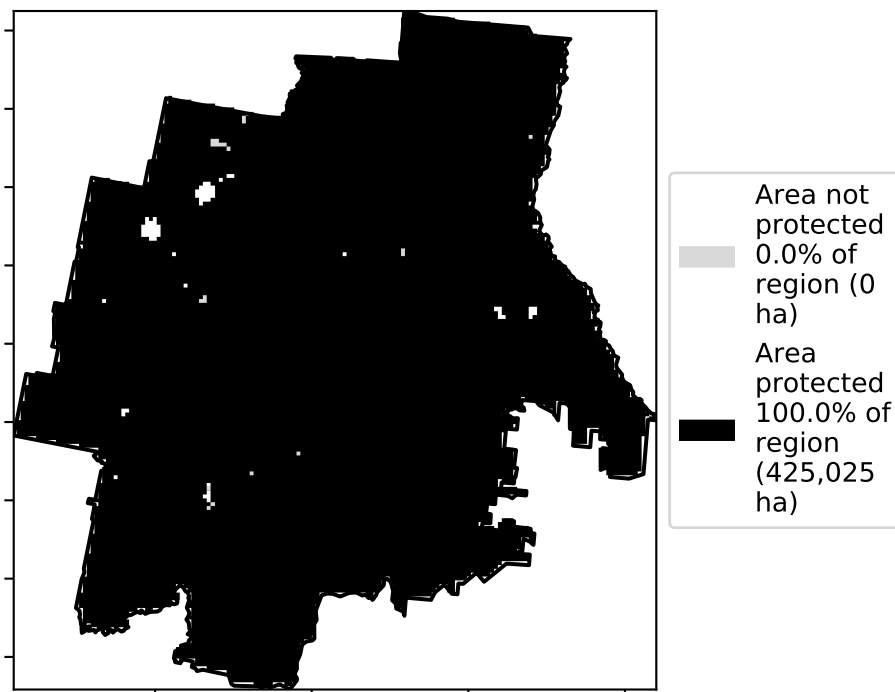 Area not
protected
0.0% of
region (0
ha)
Area
protected
100.0% of
region
(425,025
ha)